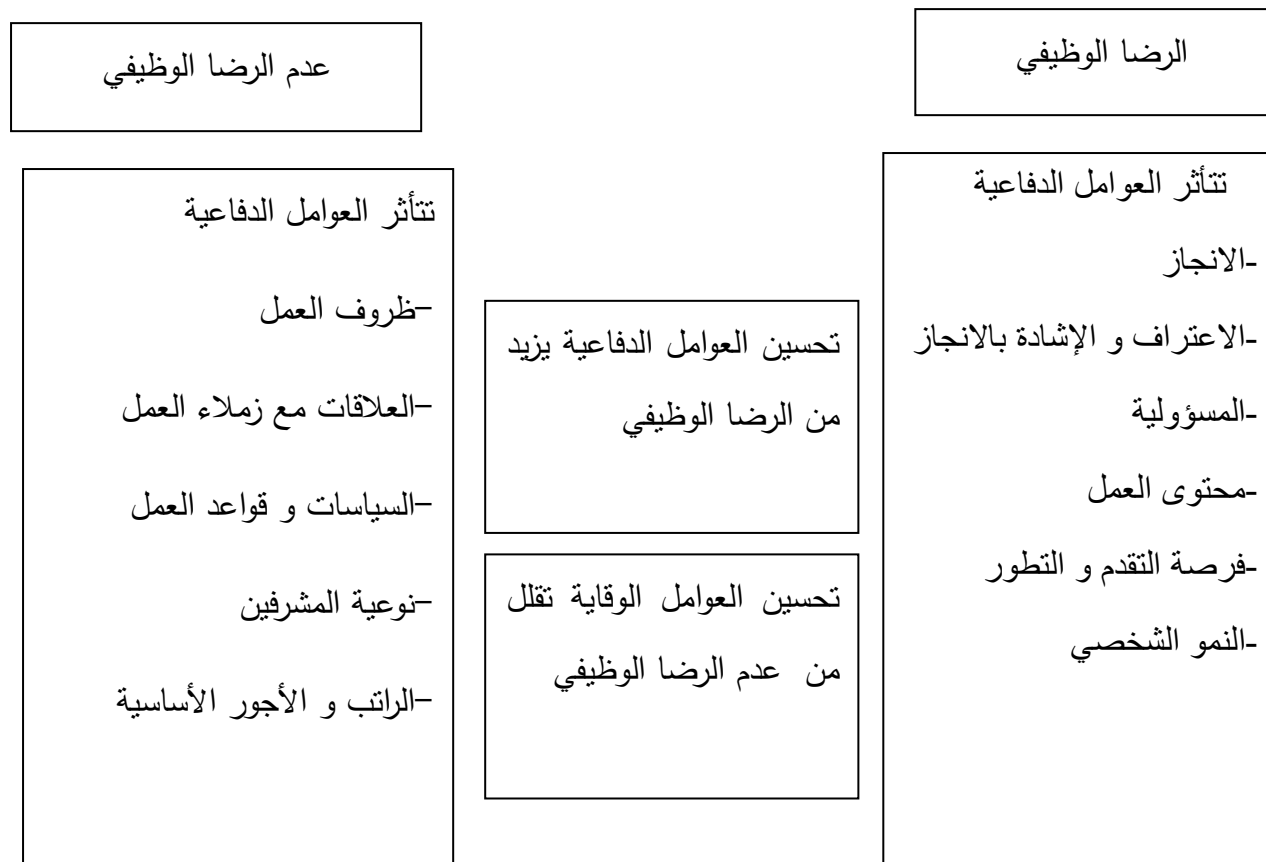 الرضا الوظيفي
عدم الرضا الوظيفي
تتأثر العوامل الدفاعية
-الانجاز
-الاعتراف و الإشادة بالانجاز
-المسؤولية
-محتوى العمل
-فرصة التقدم و التطور
-النمو الشخصي
تحسين العوامل الدفاعية يزيد
من الرضا الوظيفي
تحسين العوامل الوقاية تقلل
من عدم الرضا الوظيفي
تتأثر العوامل الدفاعية
–ظروف العمل
–العلاقات مع زملاء العمل
–السياسات و قواعد العمل
–نوعية المشرفين
–الراتب و الأجور الأساسية